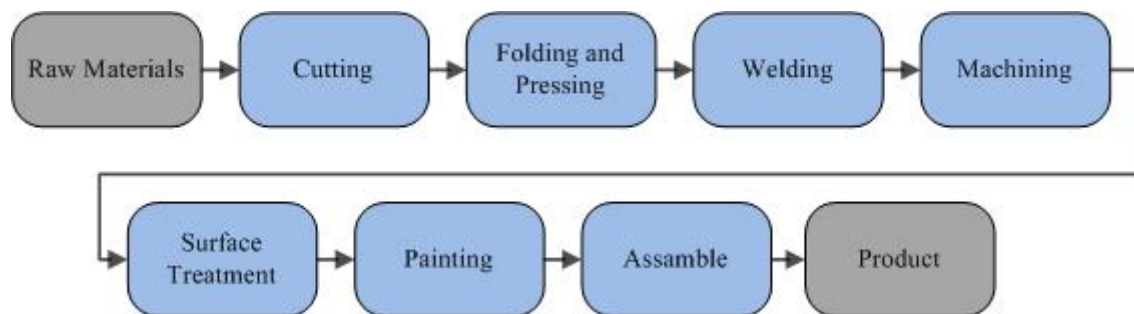 Raw Materials
Cutting
Folding and
Pressing
Welding
Machining
Surface
Treatment
Painting
Assamble
Product